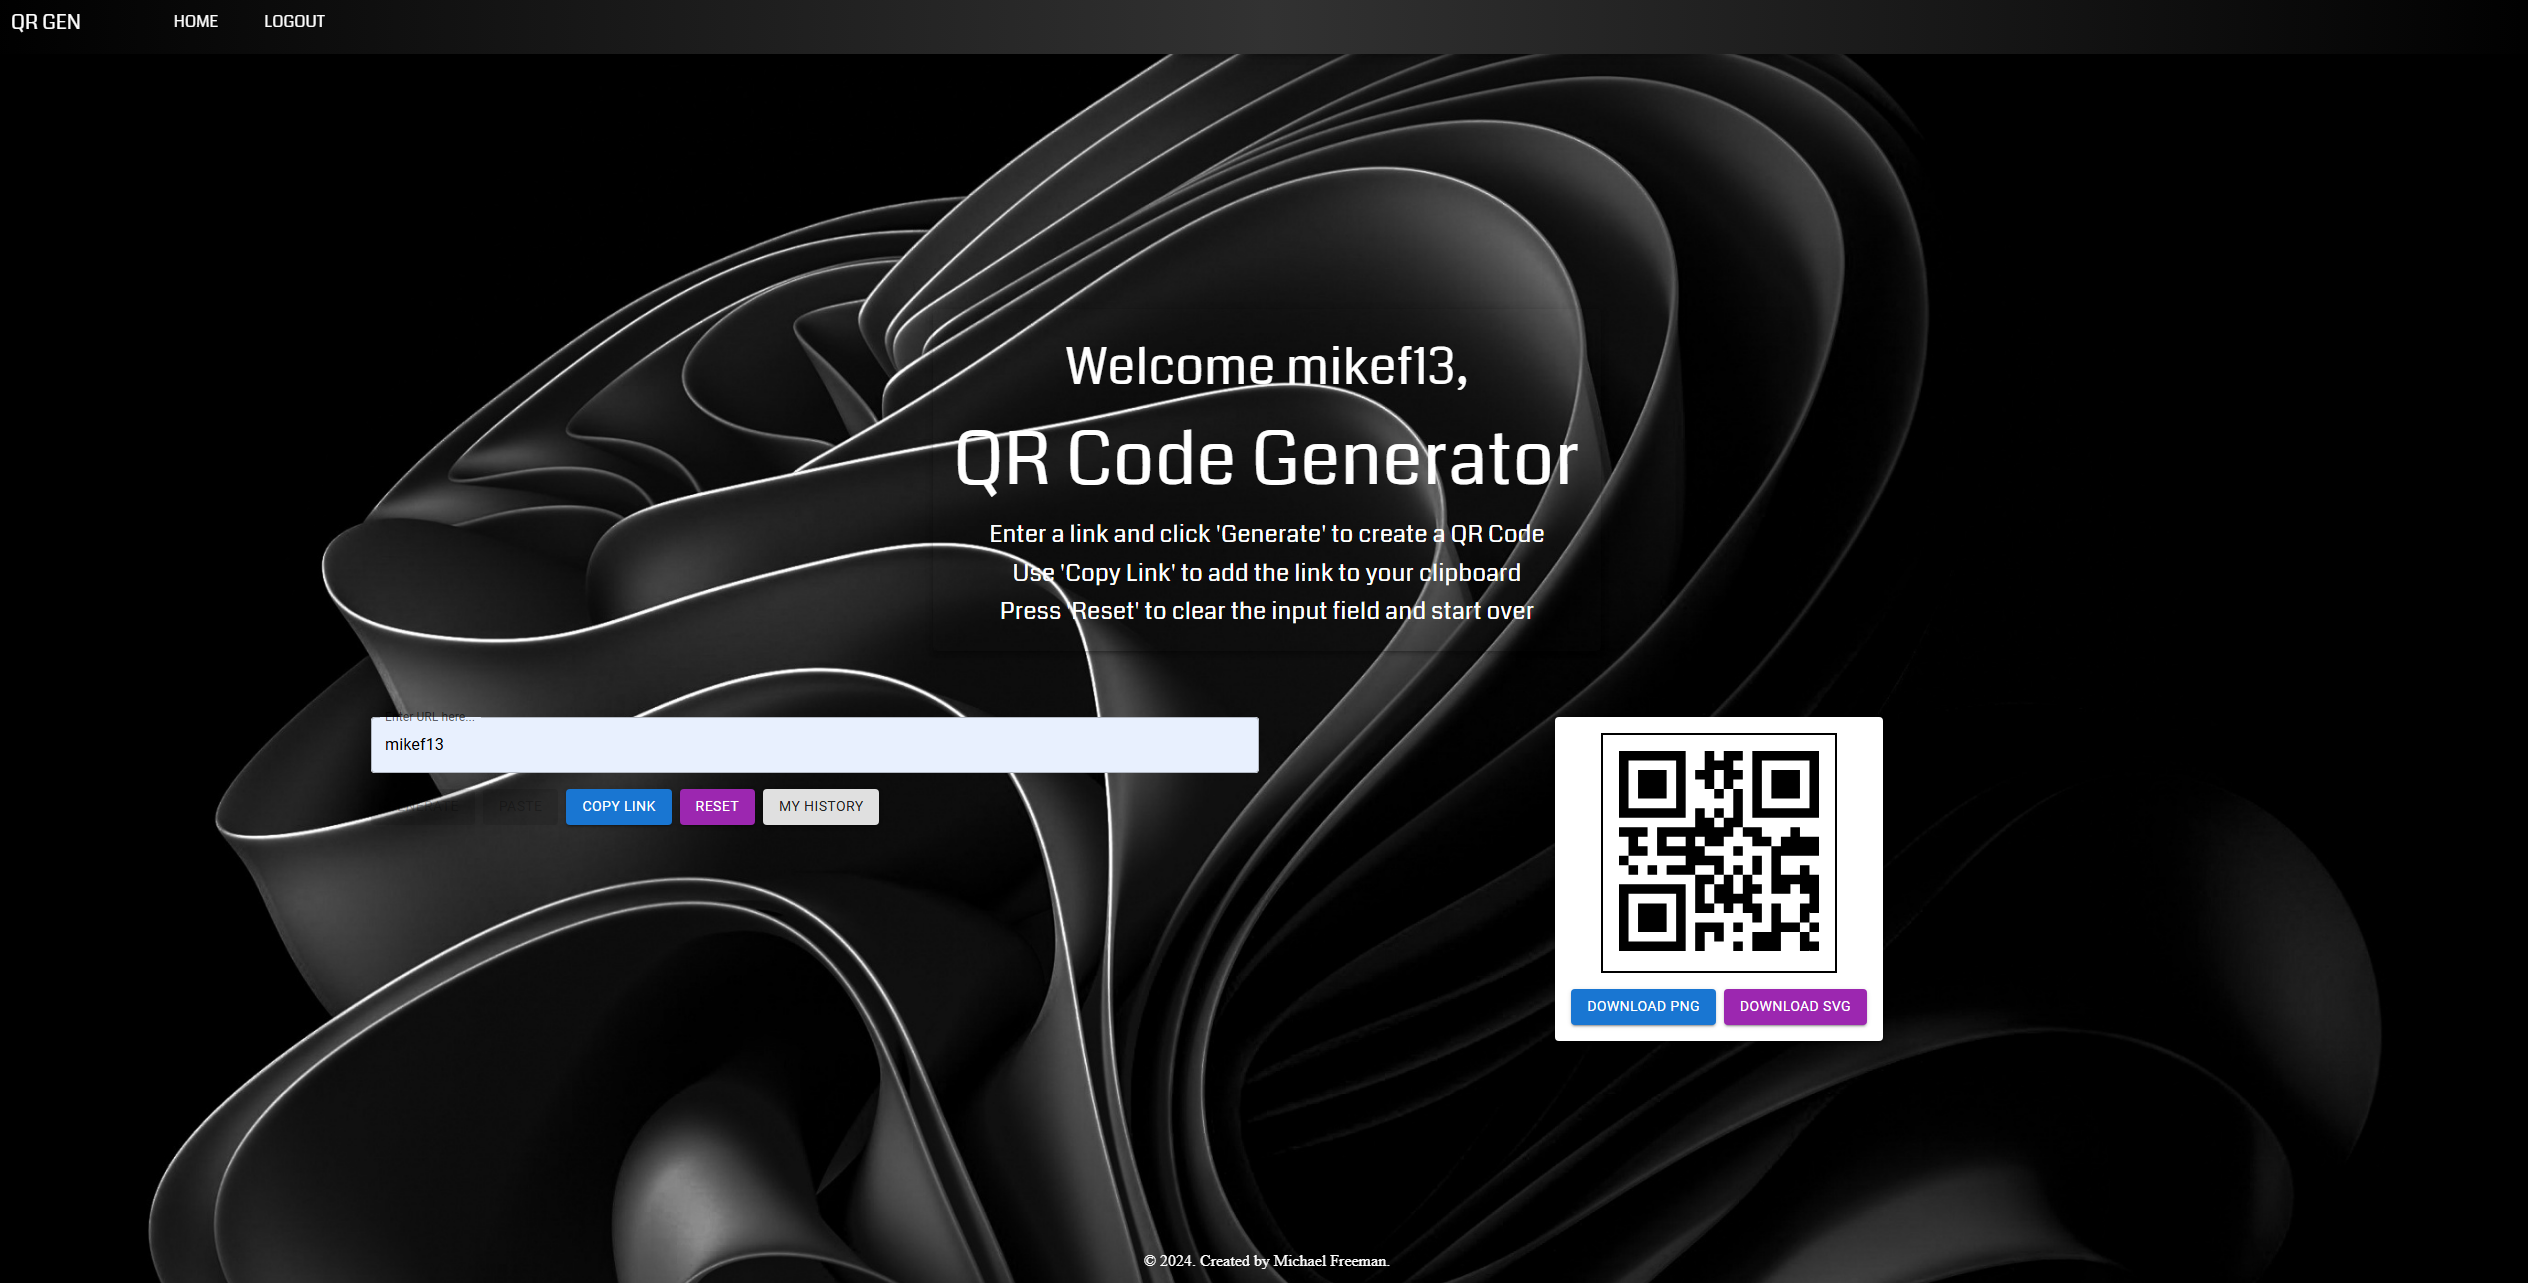 QR GEN HOME LOGOUT
Welcome mikef13,
QR Code Generator
Enter a link and click 'Generate' to create a QR Code
Use 'Copy Link' to add the link to your clipboard
Press 'Reset' to clear the input field and start over
Enter URL here...
mikef13
GENERATE PASTE COPY LINK RESET MY HISTORY
DOWNLOAD PNG DOWNLOAD SVG
© 2024. Created by Michael Freeman.